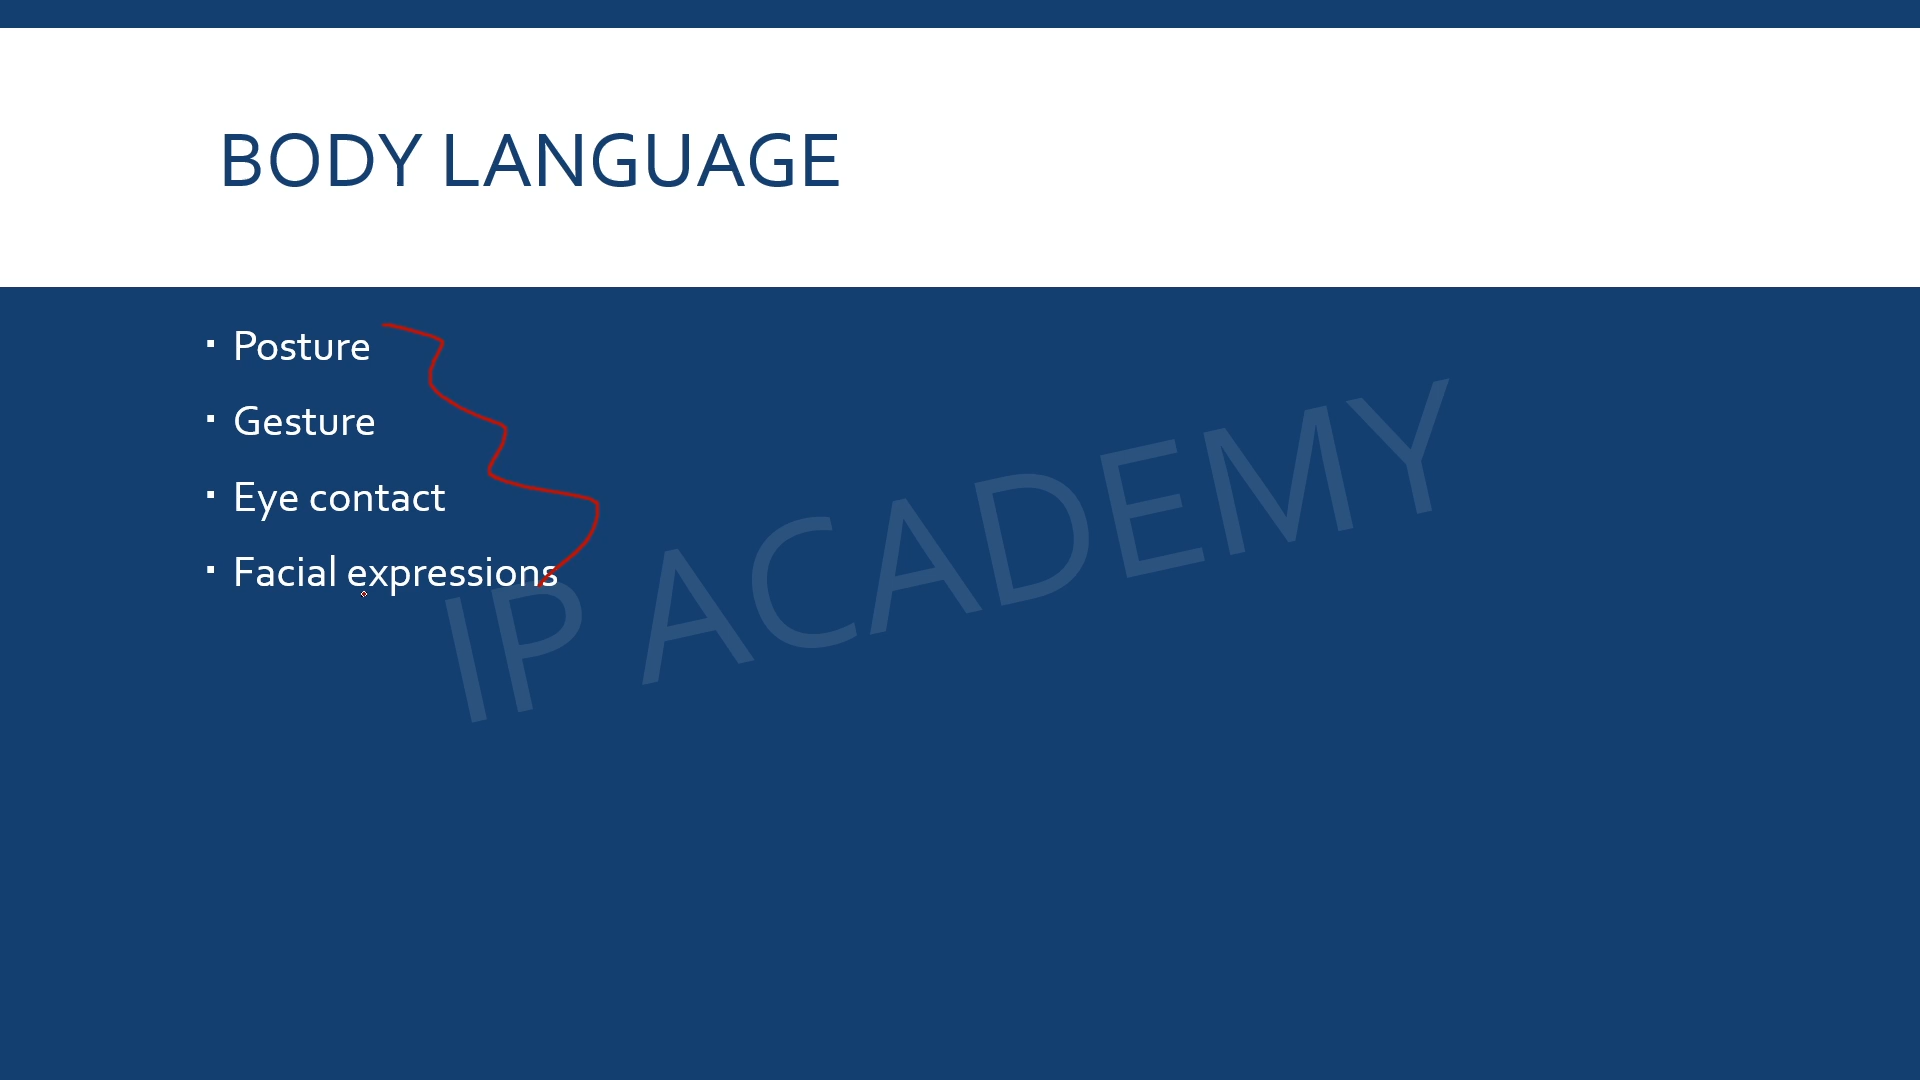 BODY LANGUAGE
▪ Posture
▪ Gesture
▪ Eye contact
▪ Facial expressions
IP ACADEMY